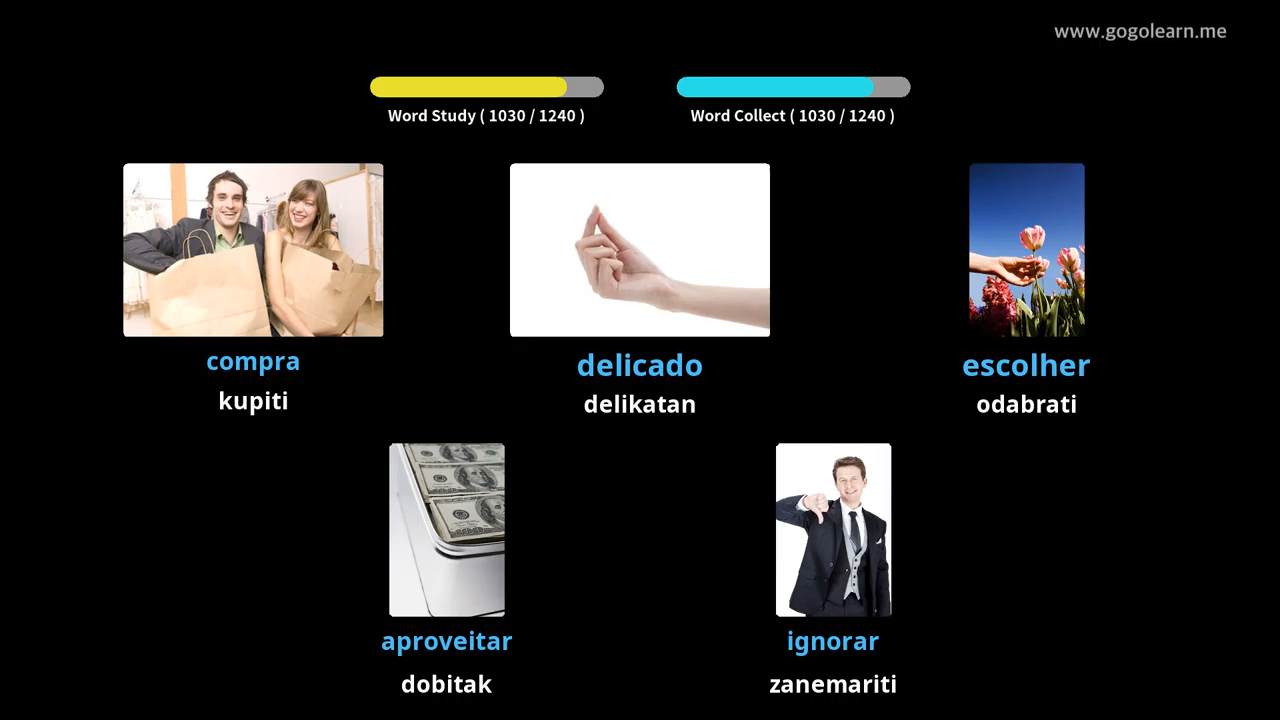 www.gogolearn.me
Word Study ( 1030 / 1240 )
Word Collect ( 1030 / 1240 )
compra
kupiti
delicado
delikatan
escolher
odabrati
aproveitar
dobitak
ignorar
zanemariti